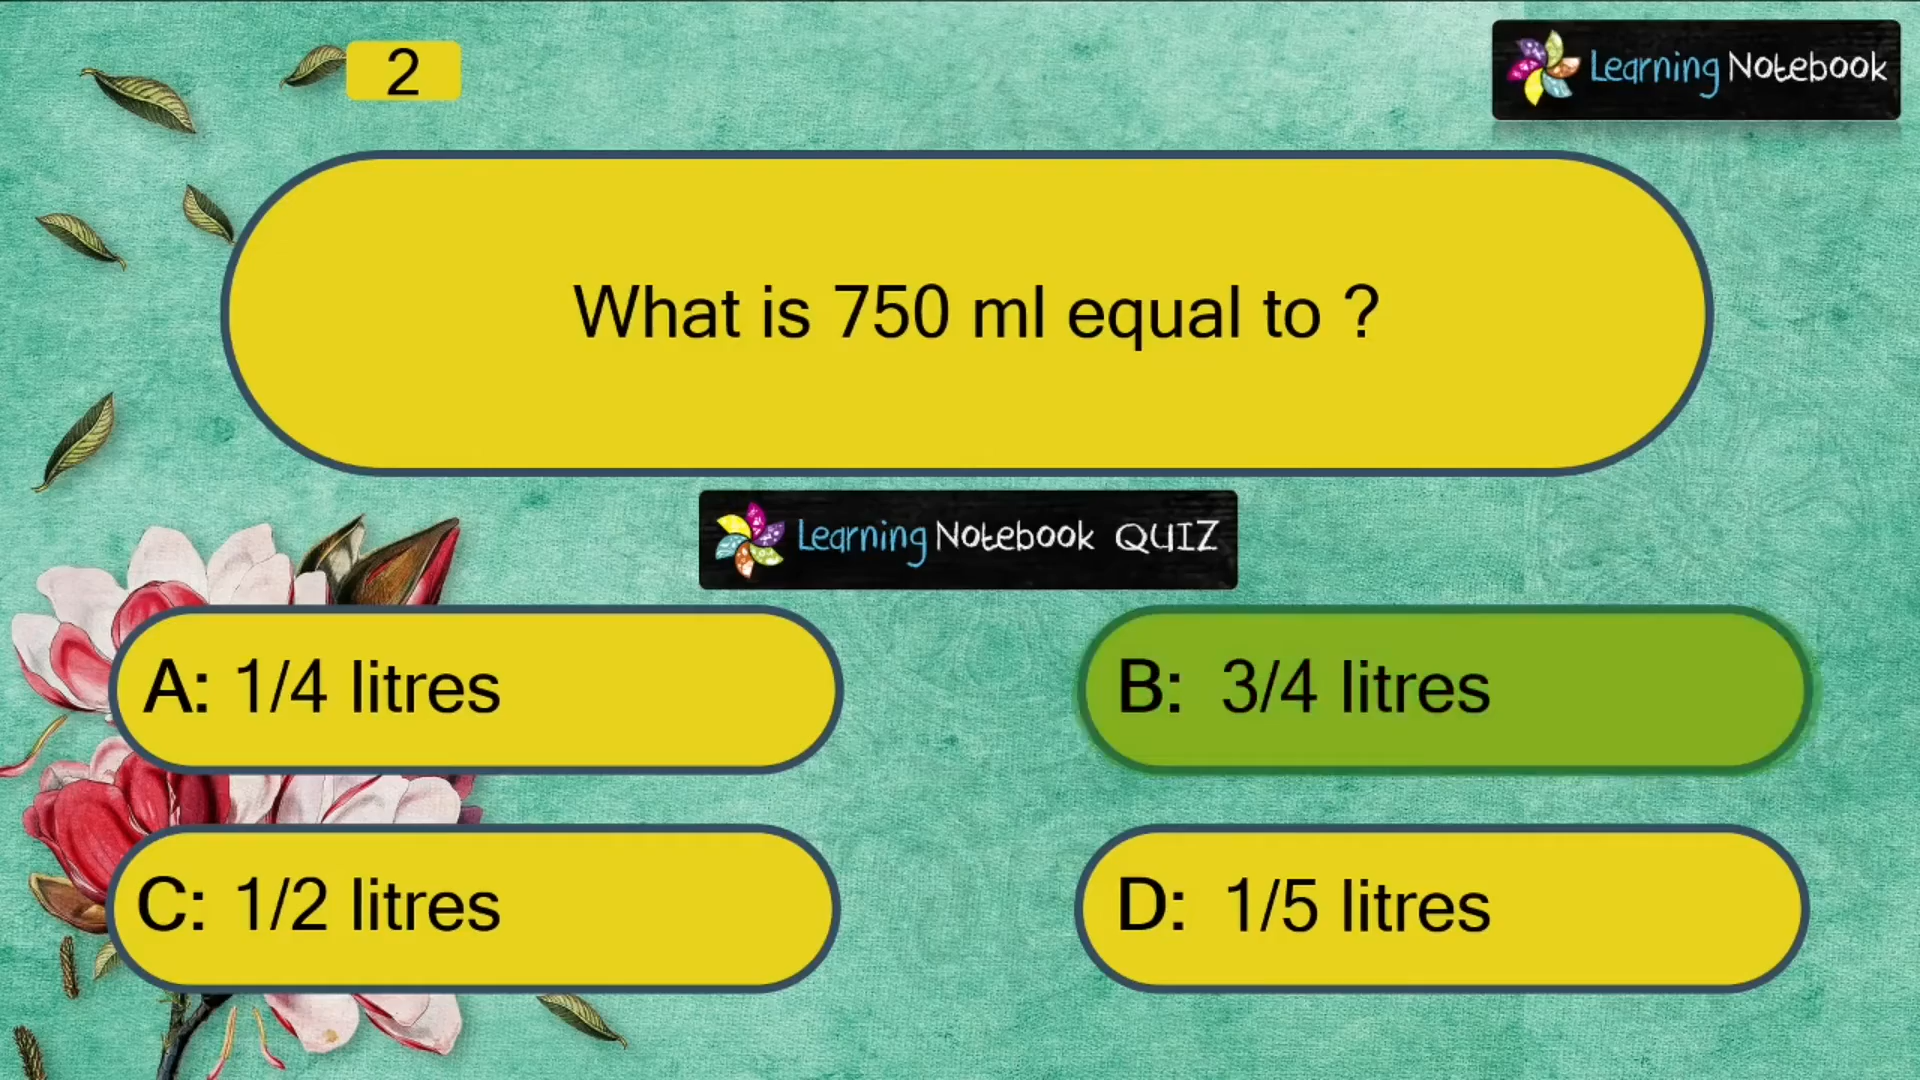 2
Learning Notebook
What is 750 ml equal to ?
Learning Notebook QUIZ
A: 1/4 litres
B: 3/4 litres
C: 1/2 litres
D: 1/5 litres